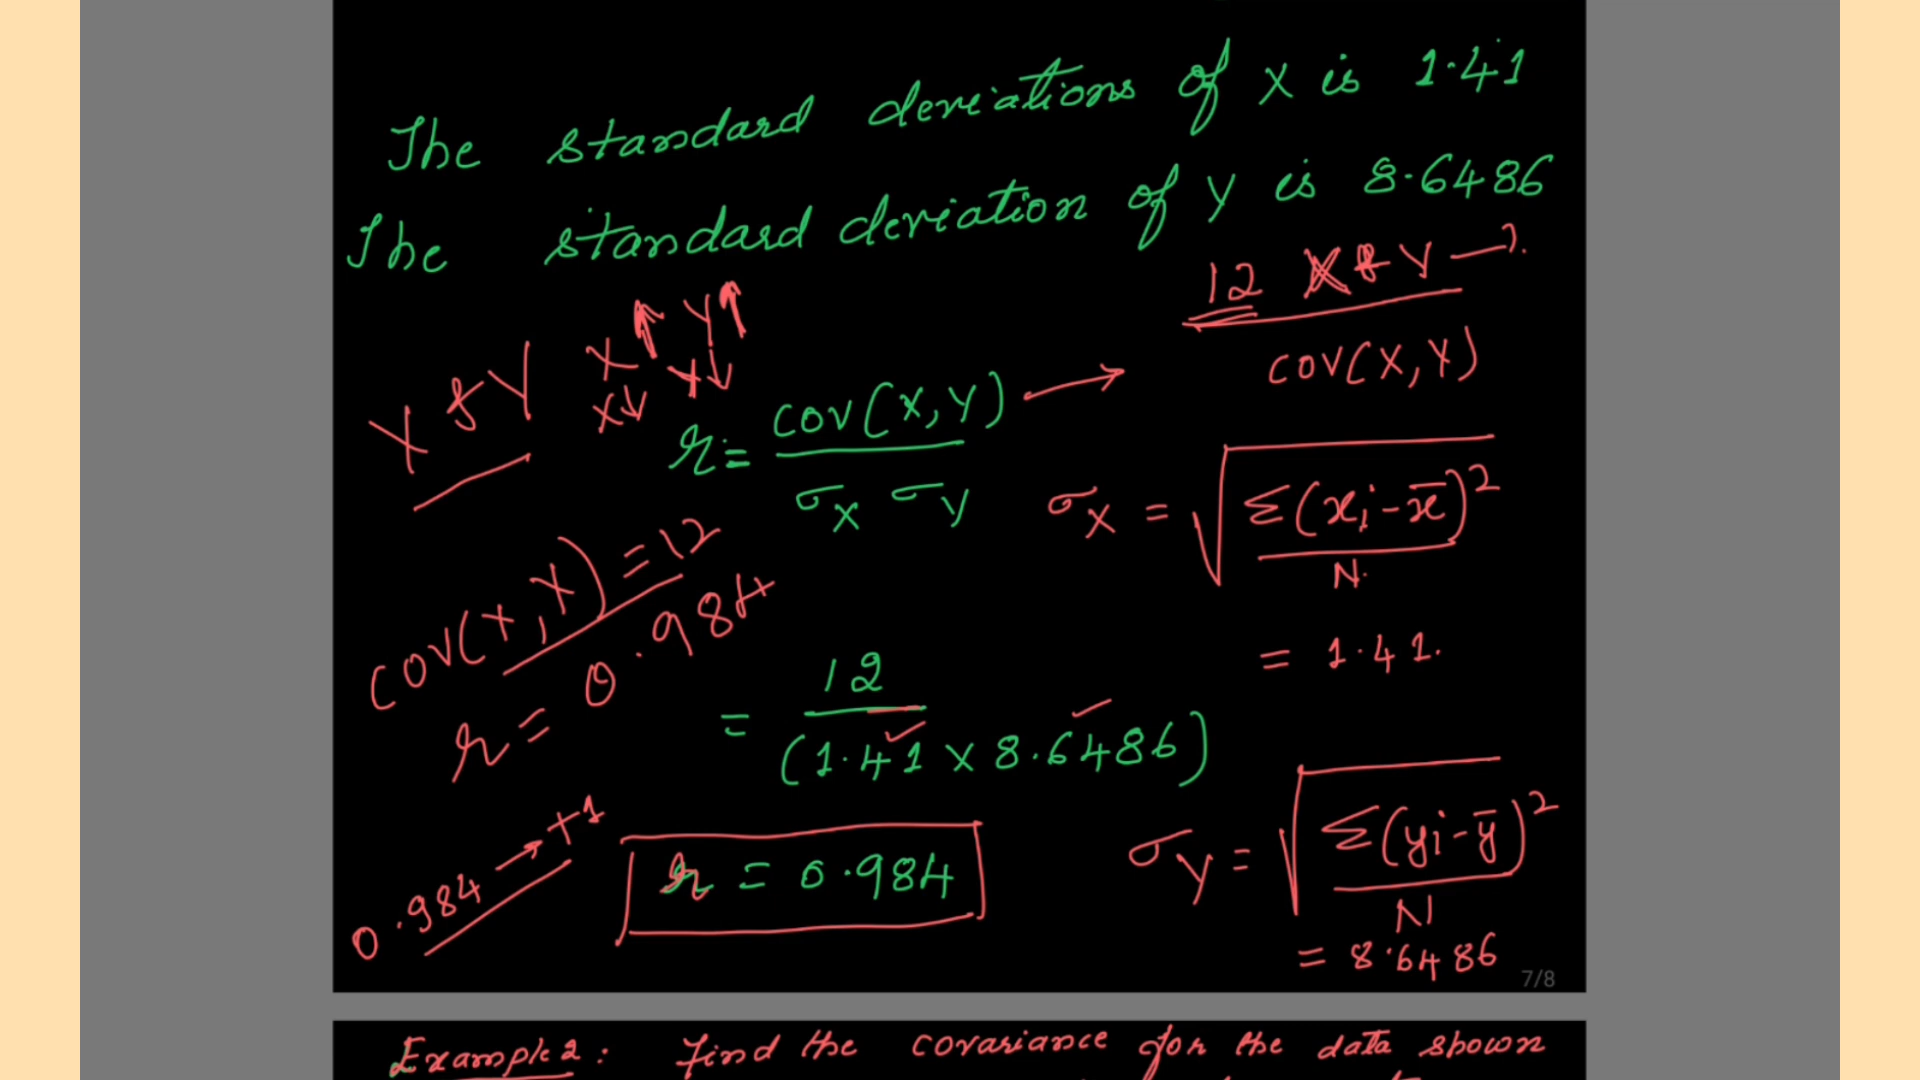 The standard deviations of X is 1.41
The standard deviation of Y is 8.6486
12 X & Y → ?.
X & Y X↑ Y↑
X↓ Y↓
COV(X,Y)
r = COV(X,Y) →
σX σY
σX = √Σ(xi-x̄)²
N.
= 1.41.
COV(X,Y) = 12
r = 0.984
= 12
(1.41 x 8.6486)
0.984 → +1
r = 0.984
σY = √Σ(yi-ȳ)²
N
= 8.6486
7/8
Example 2: Find the covariance for the data shown